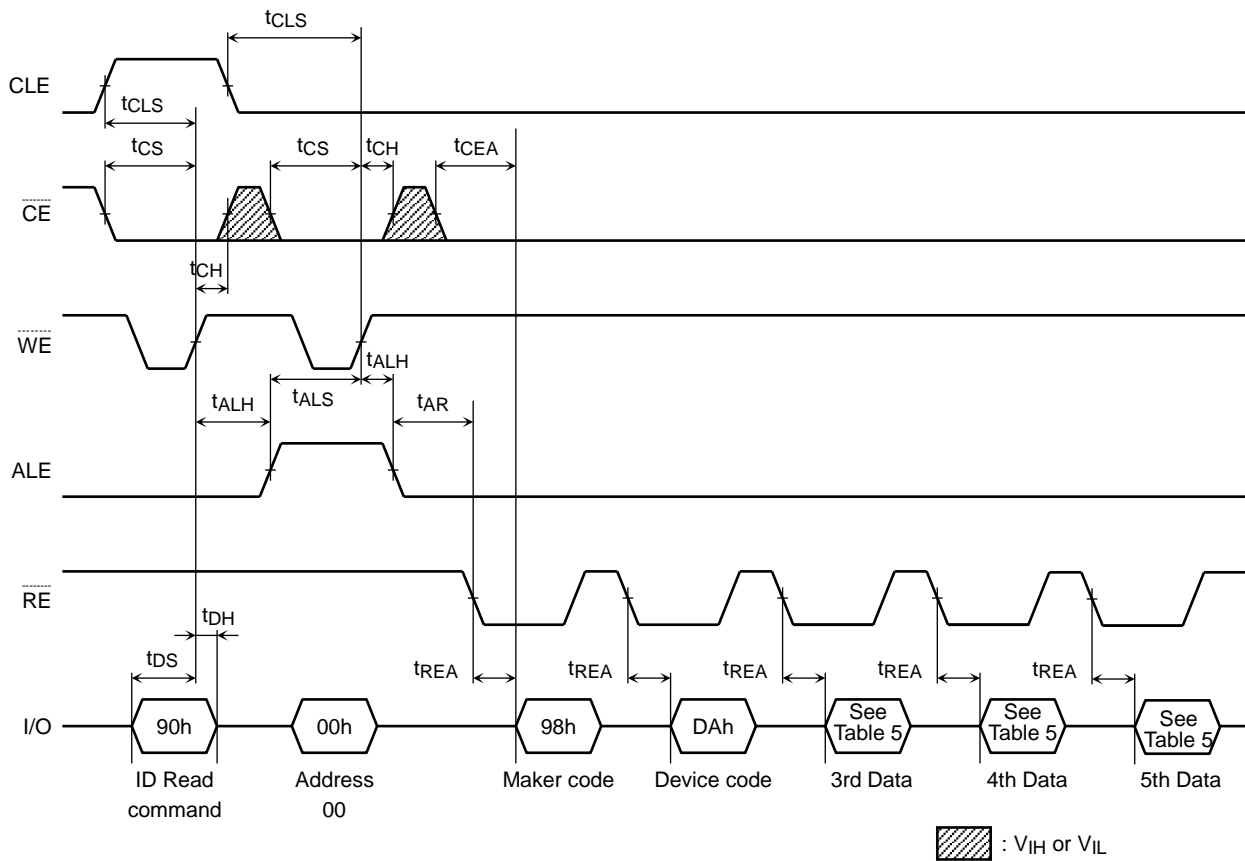 tCLS
CLE
tCLS
tCS
tCS
tCH
tCEA
CE
tCH
WE
tALH
tALH
tALS
tAR
ALE
RE
tDH
tDS
tREA
tREA
tREA
tREA
tREA
I/O
90h
00h
98h
DAh
See
Table 5
See
Table 5
See
Table 5
ID Read
command
Address
00
Maker code
Device code
3rd Data
4th Data
5th Data
: VIH or VIL